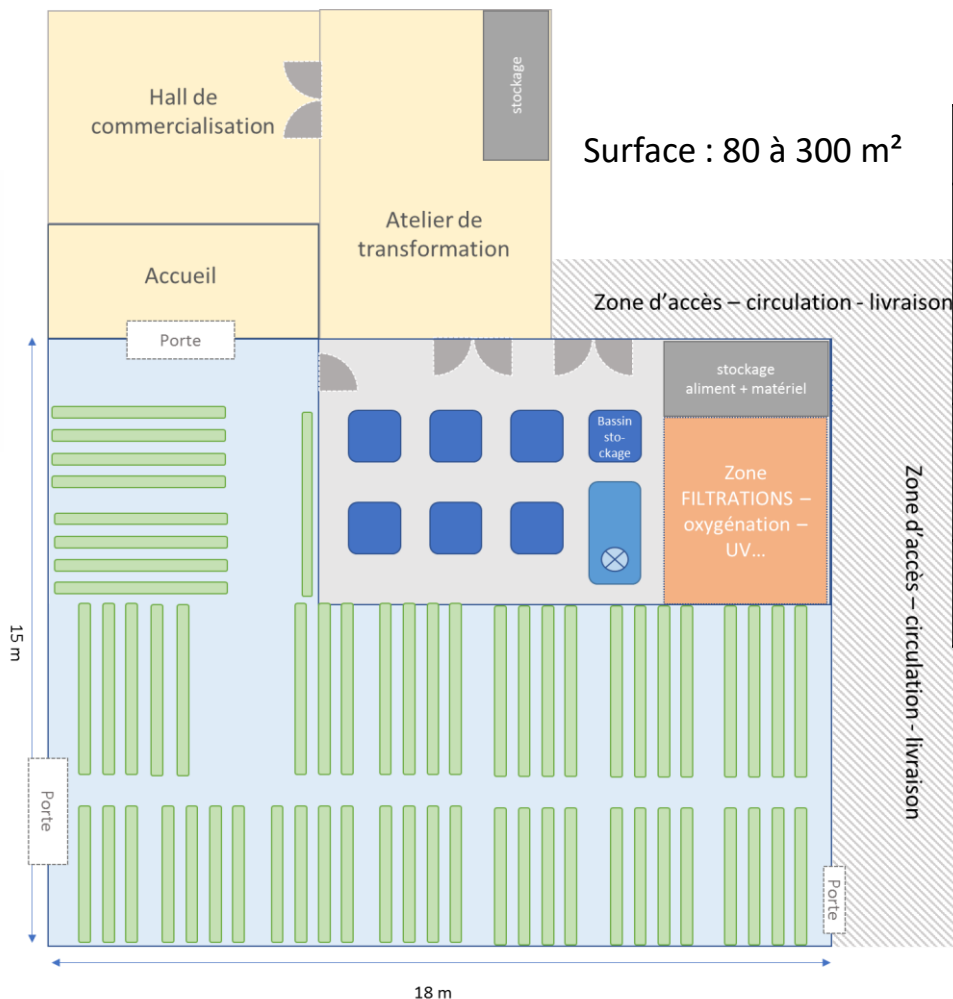 Hall de
commercialisation
stockage
Surface : 80 à 300 m²
Atelier de
transformation
Accueil
Zone d'accès – circulation - livraison
Porte
stockage
aliment + matériel
Bassin
sto-
ckage
Zone
FILTRATIONS –
oxygénation –
UV...
Zone d'accès – circulation - livraison
15 m
Porte
Porte
18 m